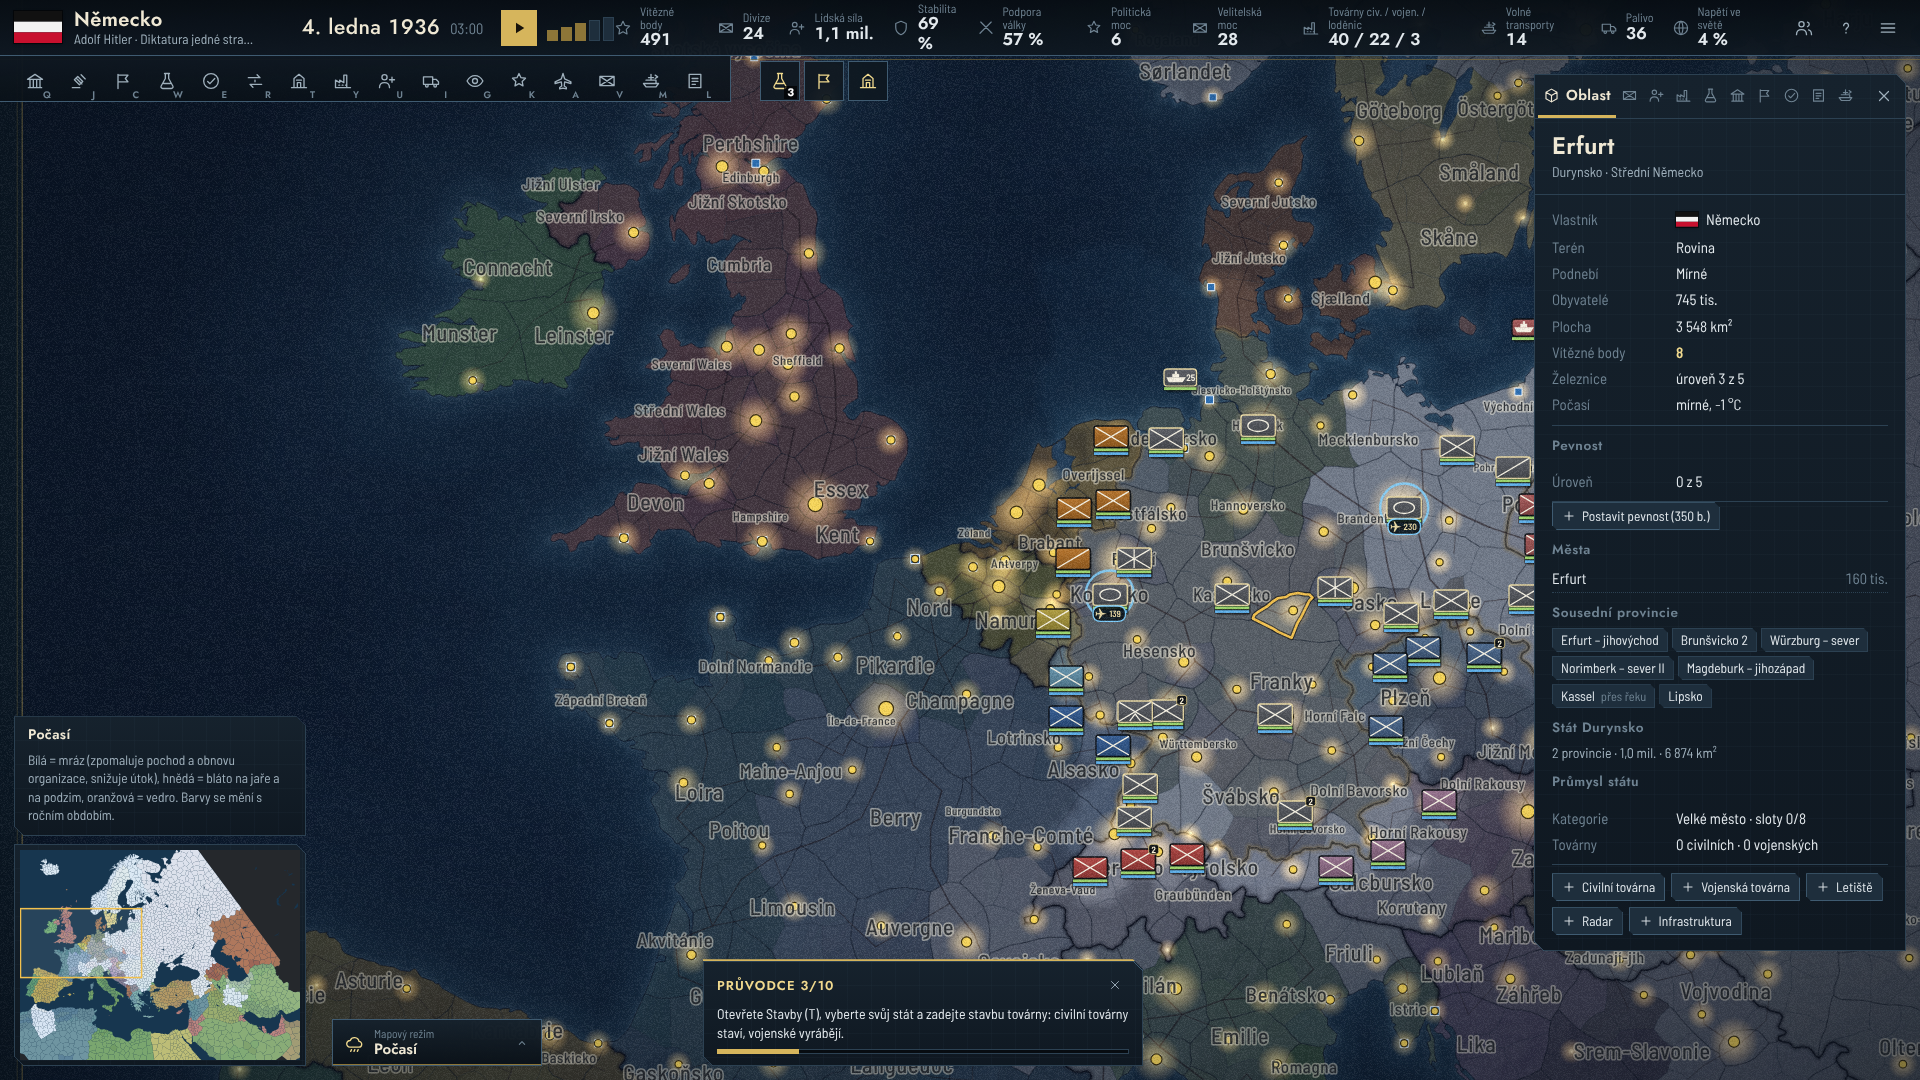 Německo
Adolf Hitler · Diktatura jedné stra...
4. ledna 1936 03:00
Vítězné body 491
Divize 24
Lidská síla 1,1 mil.
Stabilita 69 %
Podpora války 57 %
Politická moc 6
Velitelská moc 28
Továrny civ. / vojen. / loděnic 40 / 22 / 3
Volné transporty 14
Palivo 36
Napětí ve světě 4 %
?
Q J C W E R T Y U I G K A V M L
3
Oblast
Erfurt
Durynsko · Střední Německo
Vlastník Německo
Terén Rovina
Podnebí Mírné
Obyvatelé 745 tis.
Plocha 3 548 km²
Vítězné body 8
Železnice úroveň 3 z 5
Počasí mírné, -1 °C
Pevnost
Úroveň 0 z 5
+ Postavit pevnost (350 b.)
Města
Erfurt 160 tis.
Sousední provincie
Erfurt – jihovýchod Brunšvicko 2 Würzburg – sever
Norimberk – sever II Magdeburk – jihozápad
Kassel přes řeku Lipsko
Stát Durynsko
2 provincie · 1,0 mil. · 6 874 km²
Průmysl státu
Kategorie Velké město · sloty 0/8
Továrny 0 civilních · 0 vojenských
+ Civilní továrna + Vojenská továrna + Letiště
+ Radar + Infrastruktura
Sørlandet
Göteborg
Perthshire
Edinburgh
Jižní Ulster
Jižní Skotsko
Severní Irsko
Småland
Severní Jutsko
Skåne
Connacht
Cumbria
Jižní Jutsko
Sjælland
Munster
Leinster
Severní Wales
Sheffield
25
Střední Wales
Mecklenbursko
Jižní Wales
Overijssel
Essex
Devon
Hampshire
Kent
Hannoversko
230
Zéland
Brabant
Brunšvicko
Antverpy
Nord
139
Namur
Hesensko
Dolní Normandie
Pikardie
Franky
Plzeň
2
Západní Bretaň
Champagne
Île-de-France
2
Horní Falc
Lotrinsko
Württembersko
Alsasko
Maine-Anjou
Loira
Švábsko
Dolní Bavorsko
Dolní Rakousy
2
Burgundsko
Berry
Poitou
Franche-Comté
Horní Rakousy
2
Ženeva-Vaud
Graubünden
Limousin
Korutany
Auvergne
Akvitánie
Friuli
Lublaň
Zadunají-jih
Asturie
Benátsko
Záhřeb
Vojvodina
Istrie
Emilie
Lika
Srem-Slavonie
Baskicko
Gaskoňsko
Languedoc
Romagna
Počasí
Bílá = mráz (zpomaluje pochod a obnovu
organizace, snižuje útok), hnědá = bláto na jaře a
na podzim, oranžová = vedro. Barvy se mění s
ročním obdobím.
Mapový režim
Počasí
PRŮVODCE 3/10
Otevřete Stavby (T), vyberte svůj stát a zadejte stavbu továrny: civilní továrny
staví, vojenské vyrábějí.